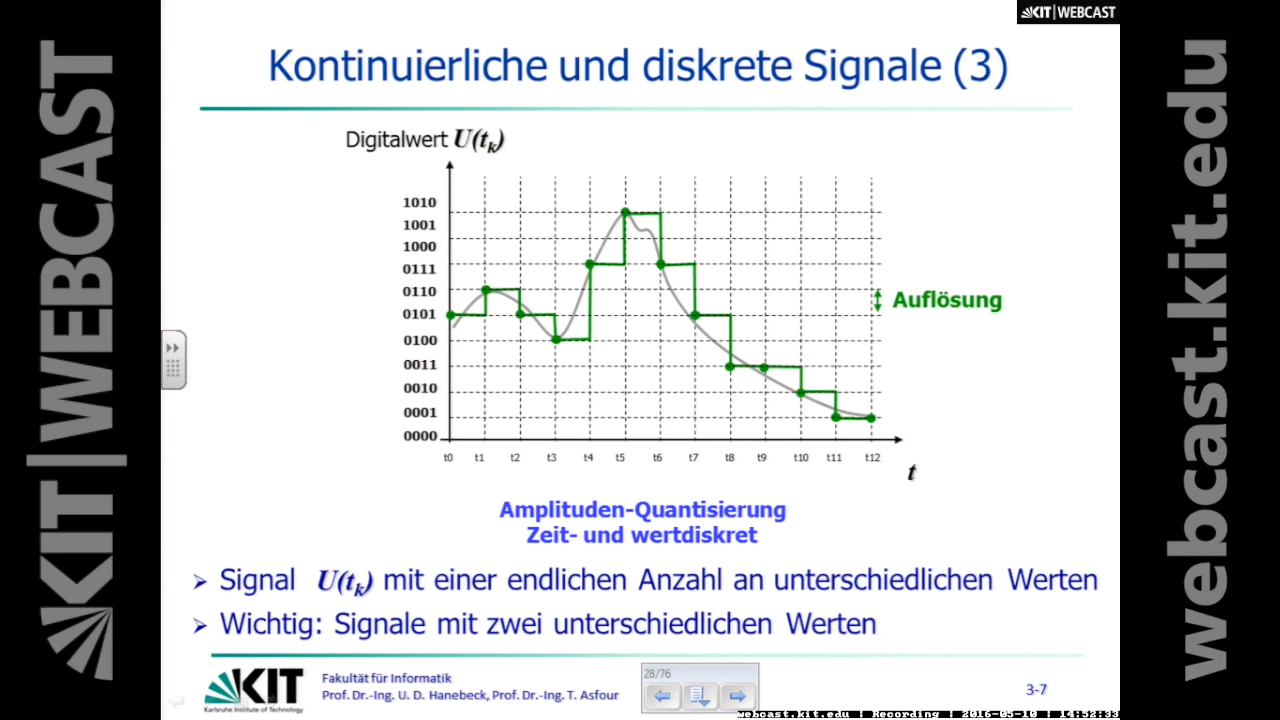 KIT|WEBCAST
Kontinuierliche und diskrete Signale (3)
Digitalwert U(tk)
1010
1001
1000
0111
0110
0101
0100
0011
0010
0001
0000
Auflösung
t0 t1 t2 t3 t4 t5 t6 t7 t8 t9 t10 t11 t12
t
Amplituden-Quantisierung
Zeit- und wertdiskret
Signal U(tk) mit einer endlichen Anzahl an unterschiedlichen Werten
Wichtig: Signale mit zwei unterschiedlichen Werten
KIT
Karlsruhe Institute of Technology
Fakultät für Informatik
Prof. Dr.-Ing. U. D. Hanebeck, Prof. Dr.-Ing. T. Asfour
28/76
3-7
webcast.kit.edu | Recording | 2016-05-10 | 14:52:33
KIT|WEBCAST
webcast.kit.edu